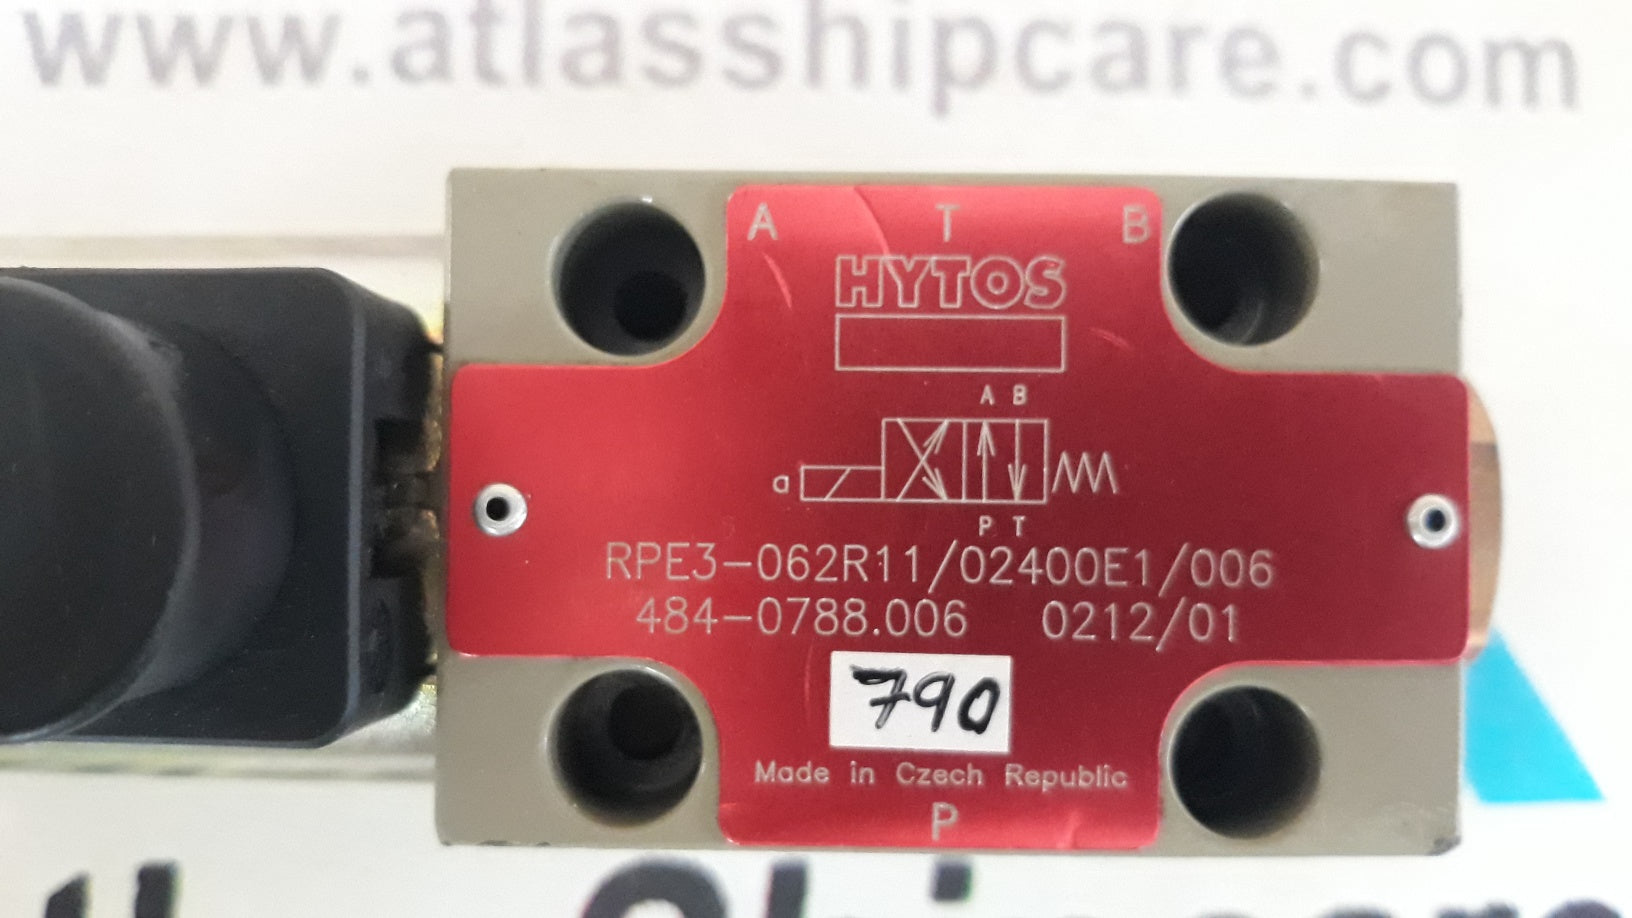 www.atlasshipcare.com
A T B
HYTOS
A B
a
P T
RPE3-062R11/02400E1/006
484-0788.006 0212/01
790
Made in Czech Republic
P